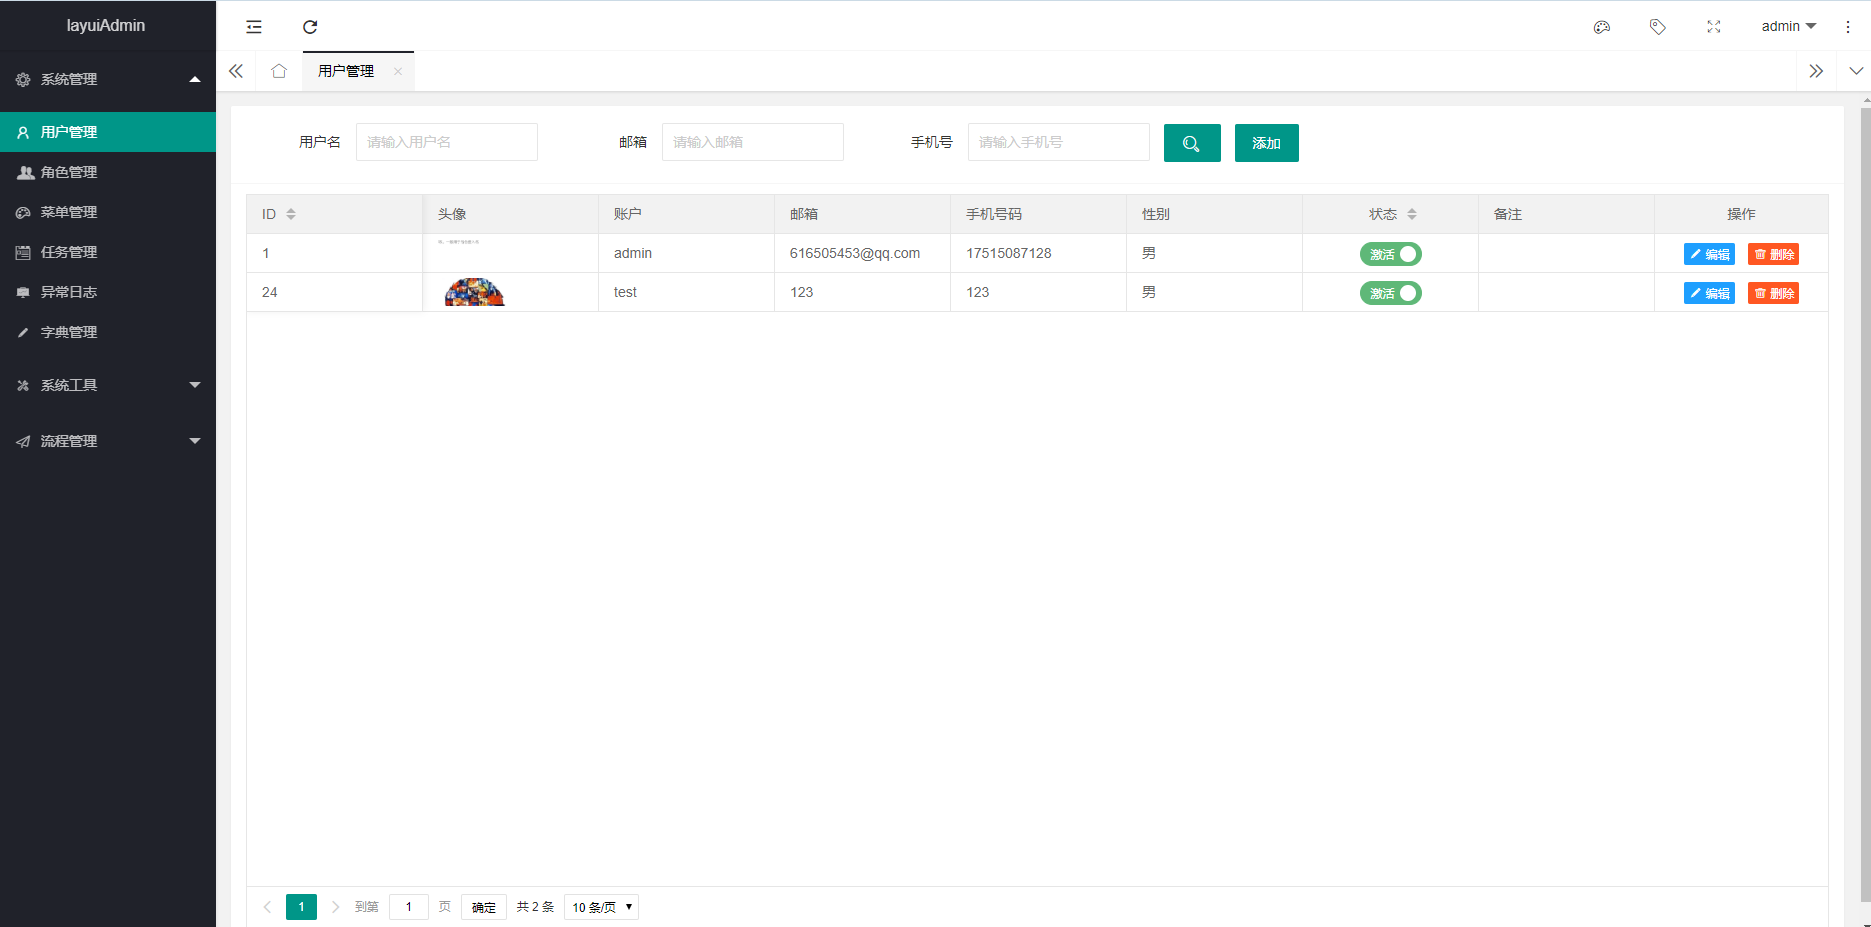 layuiAdmin
admin
系统管理
用户管理
角色管理
菜单管理
任务管理
异常日志
字典管理
系统工具
流程管理
用户管理
用户名 请输入用户名 邮箱 请输入邮箱 手机号 请输入手机号 添加
ID 头像 账户 邮箱 手机号码 性别 状态 备注 操作
1 admin 616505453@qq.com 17515087128 男 激活 编辑 删除
24 test 123 123 男 激活 编辑 删除
1 到第 1 页 确定 共 2 条 10 条/页